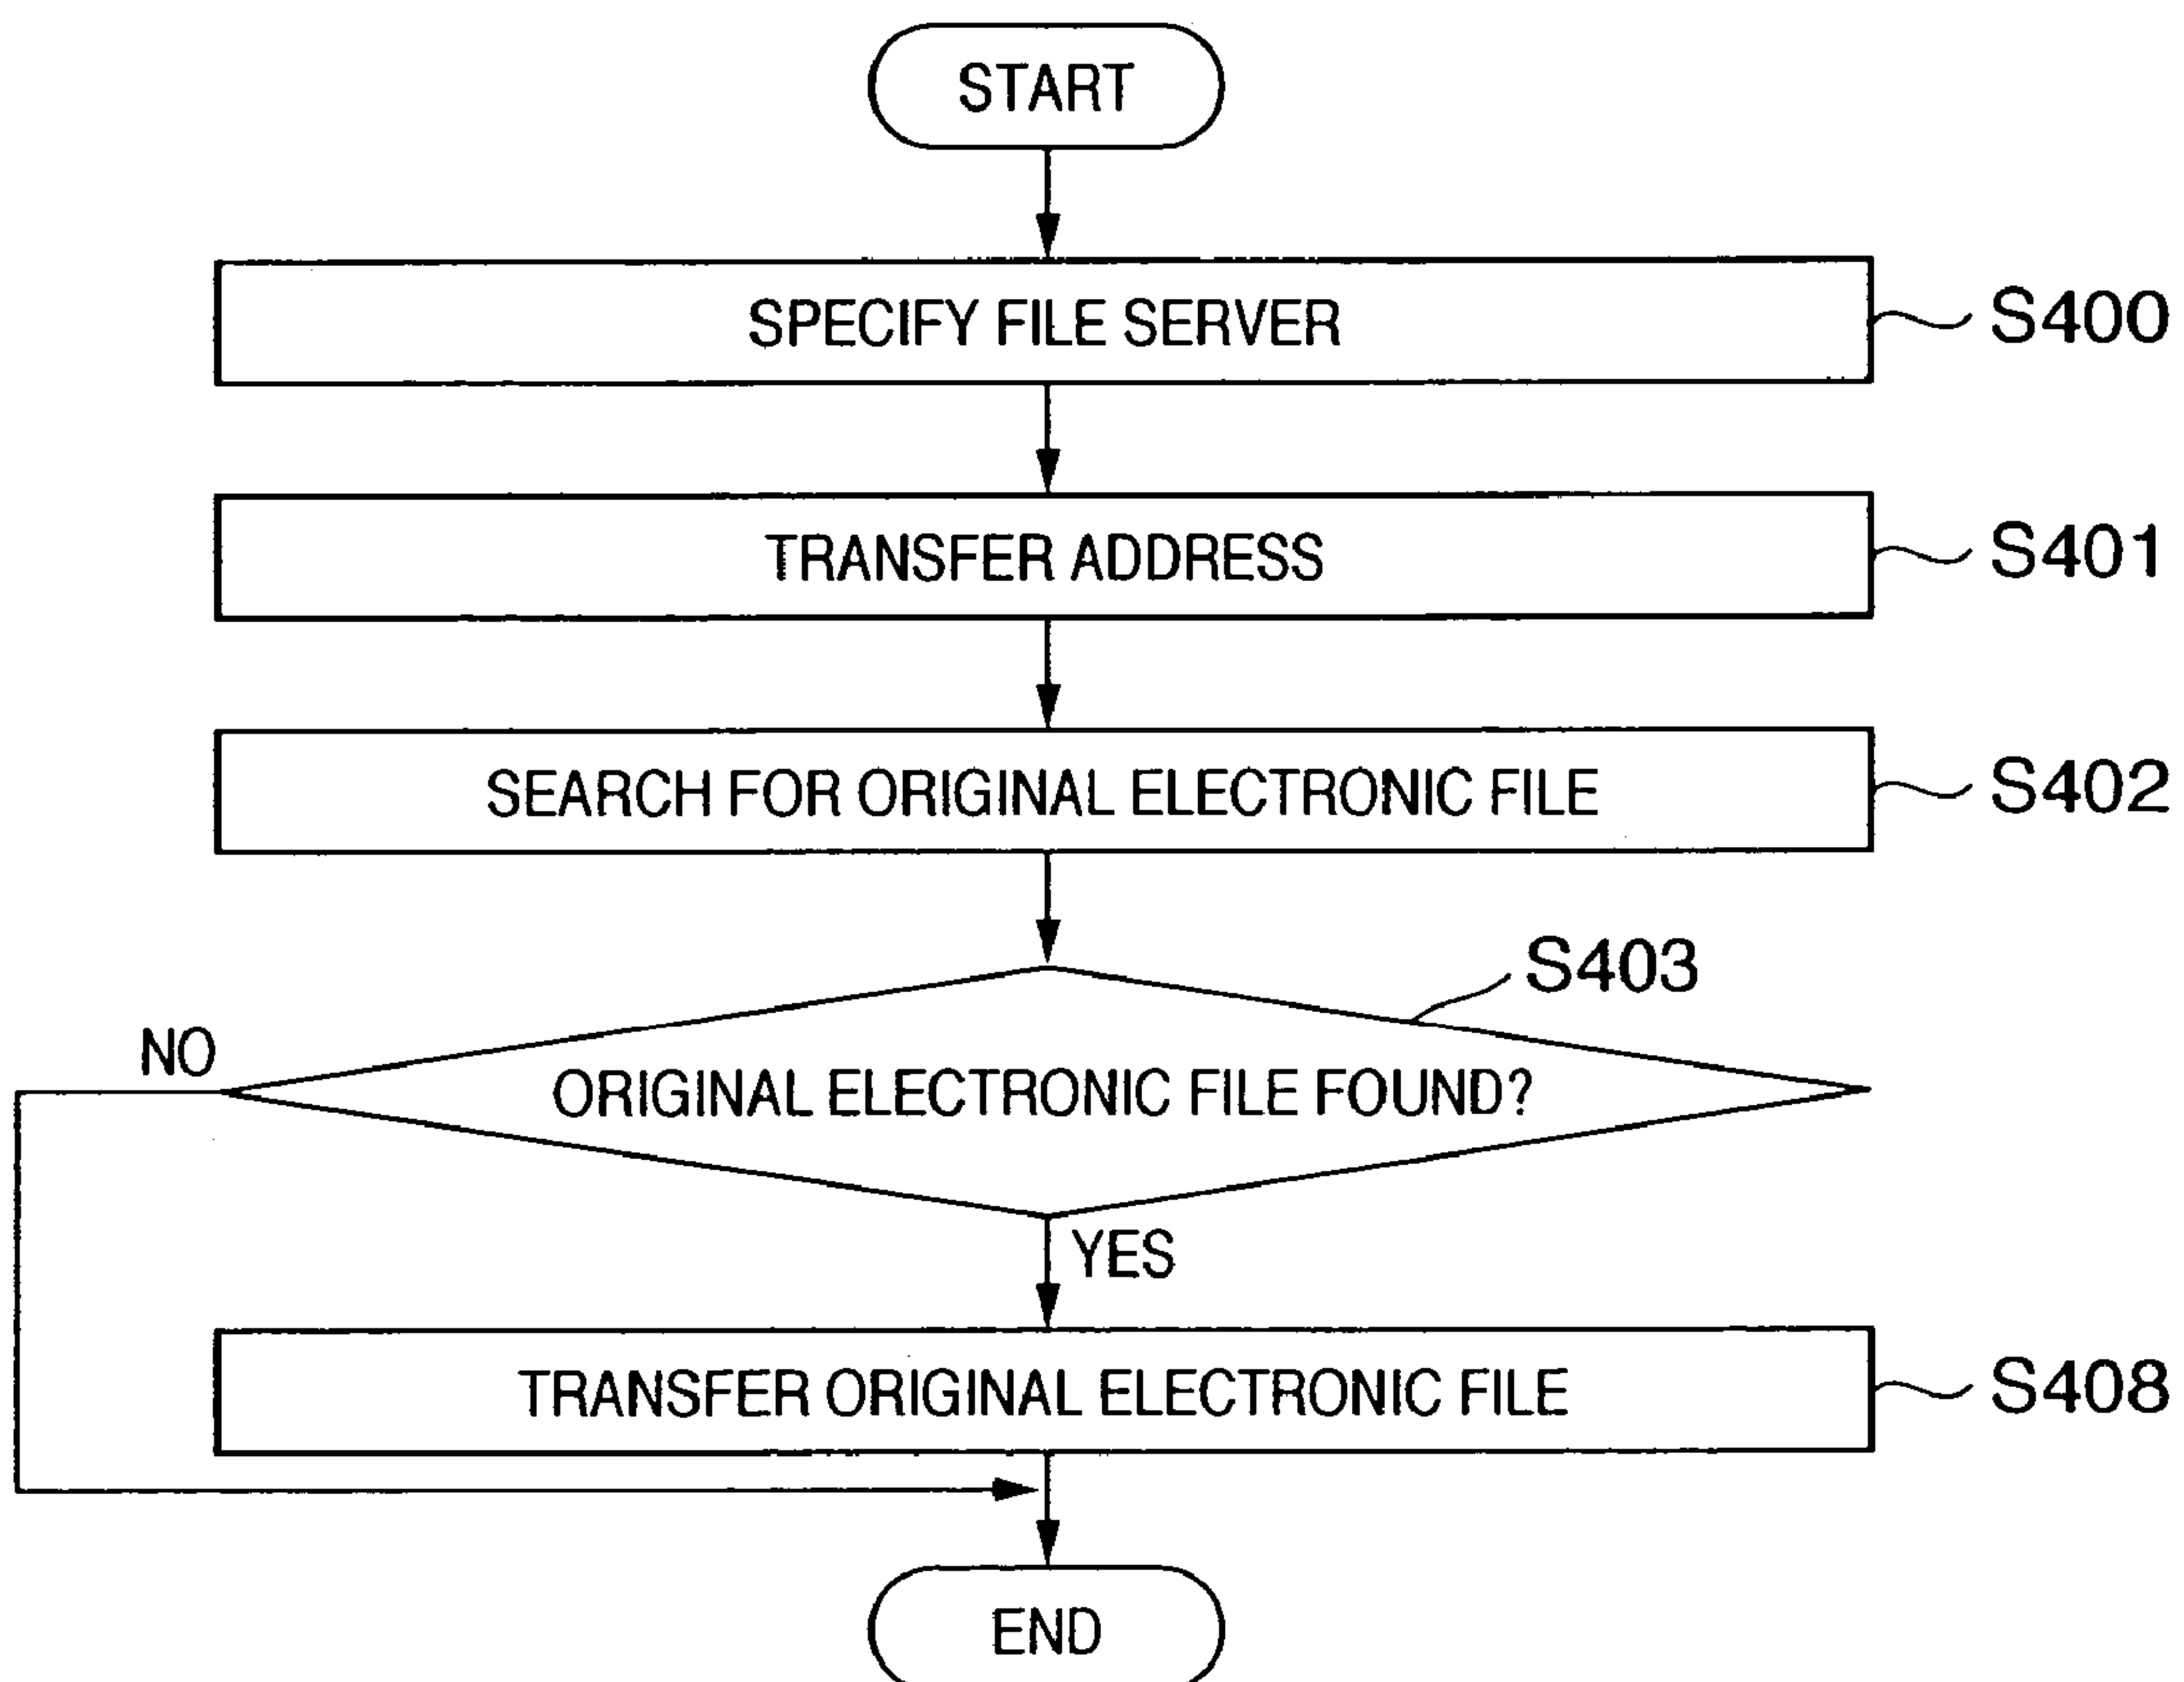 START
SPECIFY FILE SERVER
S400
TRANSFER ADDRESS
S401
SEARCH FOR ORIGINAL ELECTRONIC FILE
S402
S403
NO
ORIGINAL ELECTRONIC FILE FOUND?
YES
TRANSFER ORIGINAL ELECTRONIC FILE
S408
END